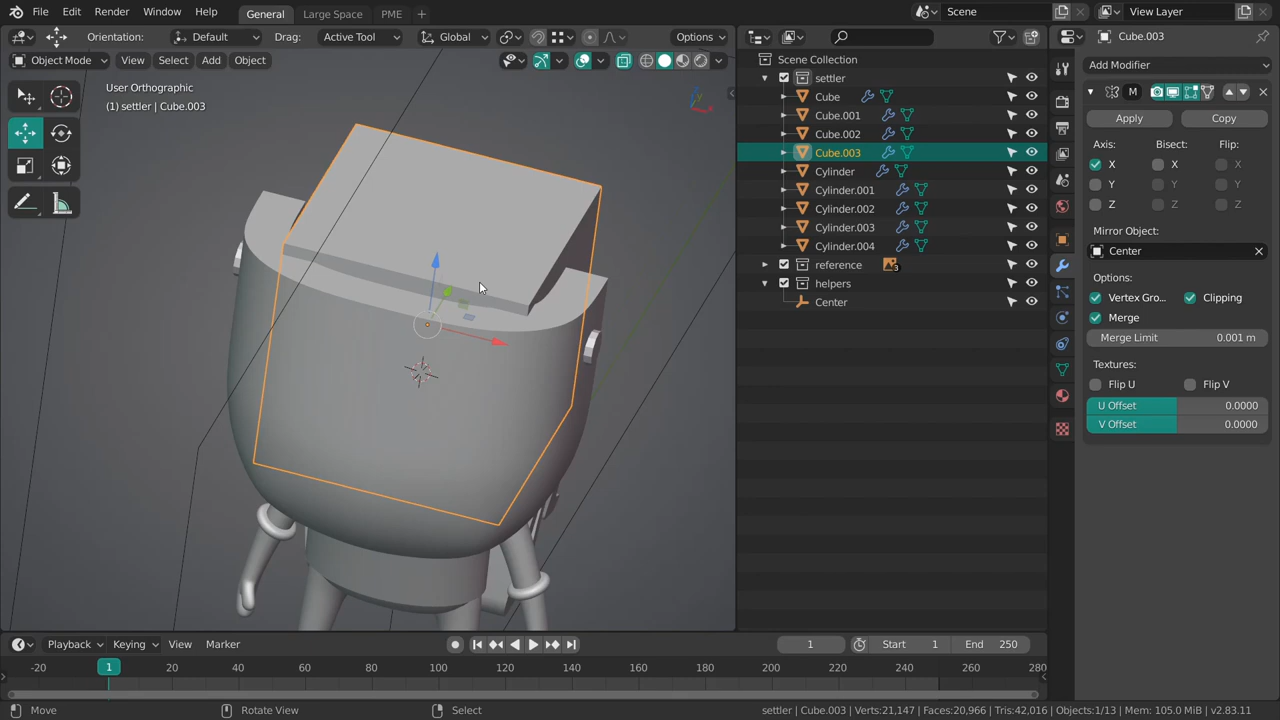 File Edit Render Window Help General Large Space PME + Scene View Layer
Orientation: Default Drag: Active Tool Global Options
Object Mode View Select Add Object
User Orthographic
(1) settler | Cube.003
Scene Collection
settler
Cube
Cube.001
Cube.002
Cube.003
Cylinder
Cylinder.001
Cylinder.002
Cylinder.003
Cylinder.004
reference 3
helpers
Center
Cube.003
Add Modifier
M
Apply Copy
Axis: Bisect: Flip:
X X X
Y Y Y
Z Z Z
Mirror Object:
Center
Options:
Vertex Gro... Clipping
Merge
Merge Limit 0.001 m
Textures:
Flip U Flip V
U Offset 0.0000
V Offset 0.0000
Playback Keying View Marker 1 Start 1 End 250
-20 1 20 40 60 80 100 120 140 160 180 200 220 240 260 280
Move Rotate View Select settler | Cube.003 | Verts:21,147 | Faces:20,966 | Tris:42,016 | Objects:1/13 | Mem: 105.0 MiB | v2.83.11